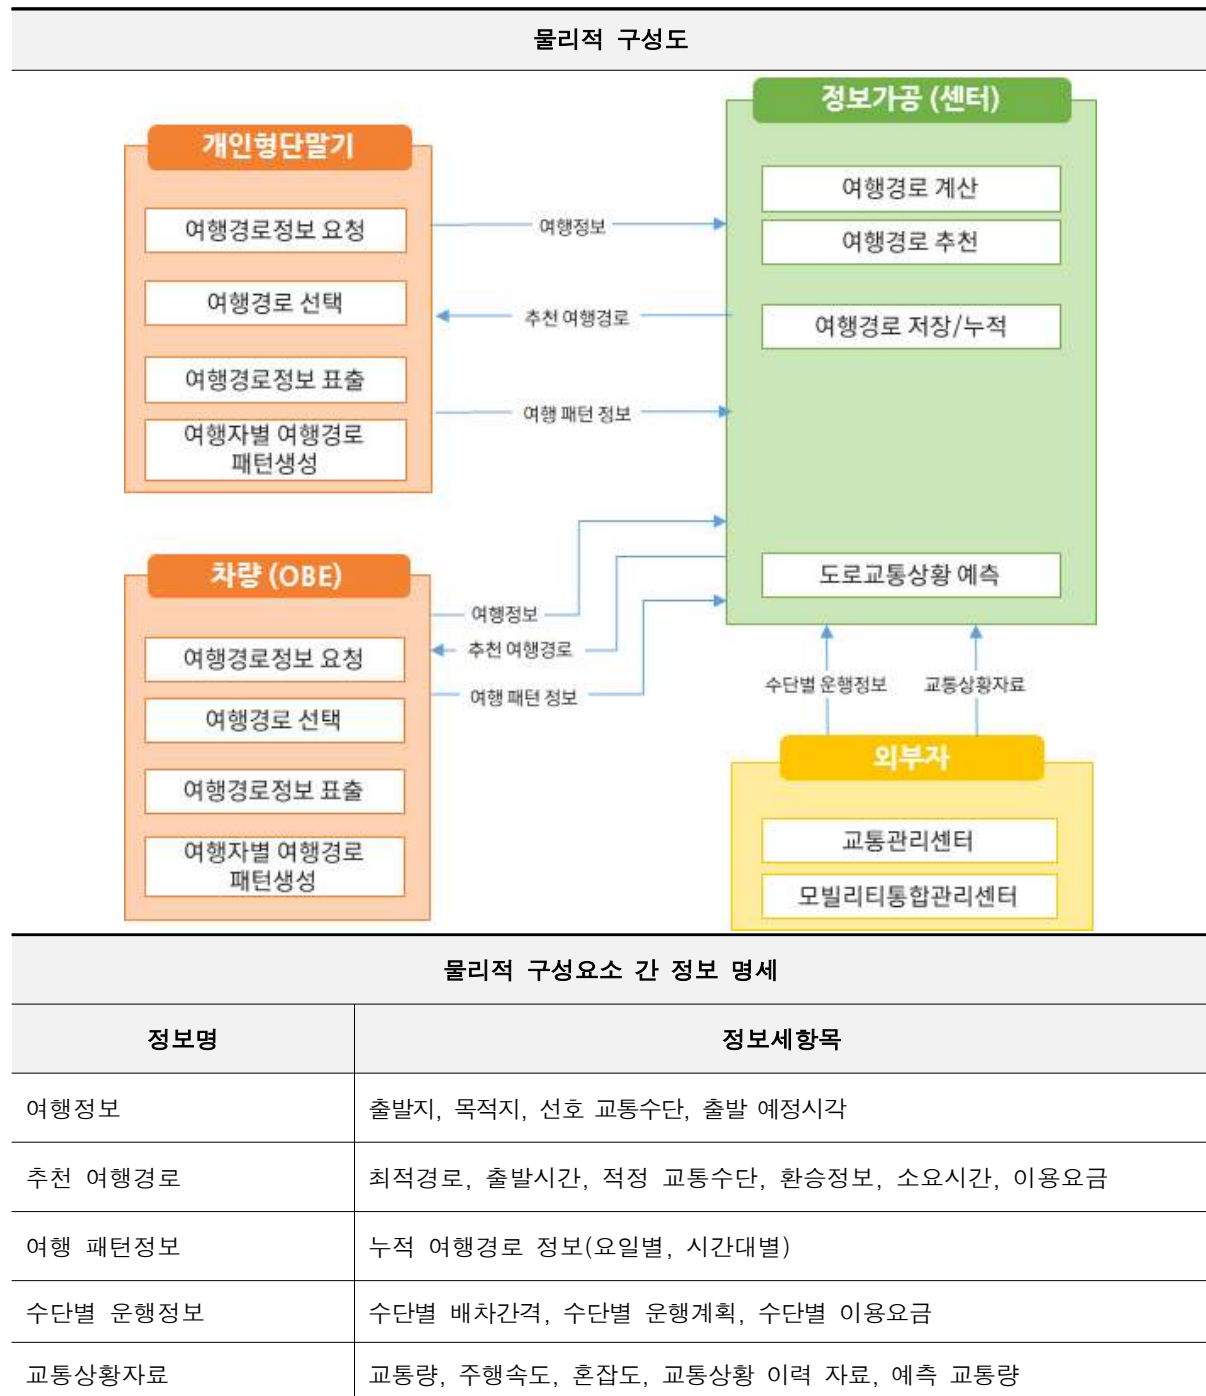 물리적 구성도
정보가공 (센터)
개인형단말기
여행경로 계산
여행경로정보 요청
여행정보
여행경로 추천
여행경로 선택
추천 여행경로
여행경로 저장/누적
여행경로정보 표출
여행 패턴 정보
여행자별 여행경로
패턴생성
차량 (OBE)
도로교통상황 예측
여행정보
여행경로정보 요청
추천 여행경로
여행 패턴 정보
수단별 운행정보
교통상황자료
여행경로 선택
외부자
여행경로정보 표출
교통관리센터
여행자별 여행경로
패턴생성
모빌리티통합관리센터
물리적 구성요소 간 정보 명세
정보명 정보세항목
여행정보 출발지, 목적지, 선호 교통수단, 출발 예정시각
추천 여행경로 최적경로, 출발시간, 적정 교통수단, 환승정보, 소요시간, 이용요금
여행 패턴정보 누적 여행경로 정보(요일별, 시간대별)
수단별 운행정보 수단별 배차간격, 수단별 운행계획, 수단별 이용요금
교통상황자료 교통량, 주행속도, 혼잡도, 교통상황 이력 자료, 예측 교통량